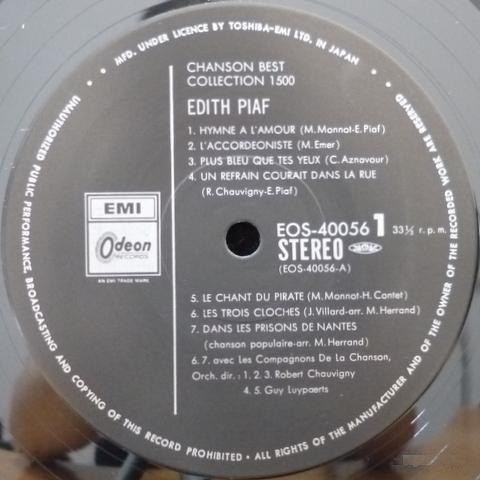 • MFD. UNDER LICENCE BY TOSHIBA-EMI LTD. IN JAPAN •
CHANSON BEST
COLLECTION 1500
EDITH PIAF
1. HYMNE A L'AMOUR (M. Monnot-E. Piaf)
2. L'ACCORDEONISTE (M. Emer)
3. PLUS BLEU QUE TES YEUX (C. Aznavour)
4. UN REFRAIN COURAIT DANS LA RUE
(R. Chauvigny-E. Piaf)
EMI
Odeon
RECORDS
AN EMI TRADE MARK
EOS-40056 1 33⅓ r. p. m.
STEREO
(EOS-40056-A)
5. LE CHANT DU PIRATE (M. Monnot-H. Contet)
6. LES TROIS CLOCHES (J. Villard-arr. M. Herrand)
7. DANS LES PRISONS DE NANTES
(chanson populaire-arr. M. Herrand)
6. 7. avec Les Compagnons De La Chanson,
Orch. dir. : 1. 2. 3. Robert Chauvigny
4. 5. Guy Luypaerts
UNAUTHORIZED PUBLIC PERFORMANCE, BROADCASTING AND COPYING OF THIS RECORD PROHIBITED • ALL RIGHTS OF THE MANUFACTURER AND OF THE OWNER OF THE RECORDED WORK ARE RESERVED